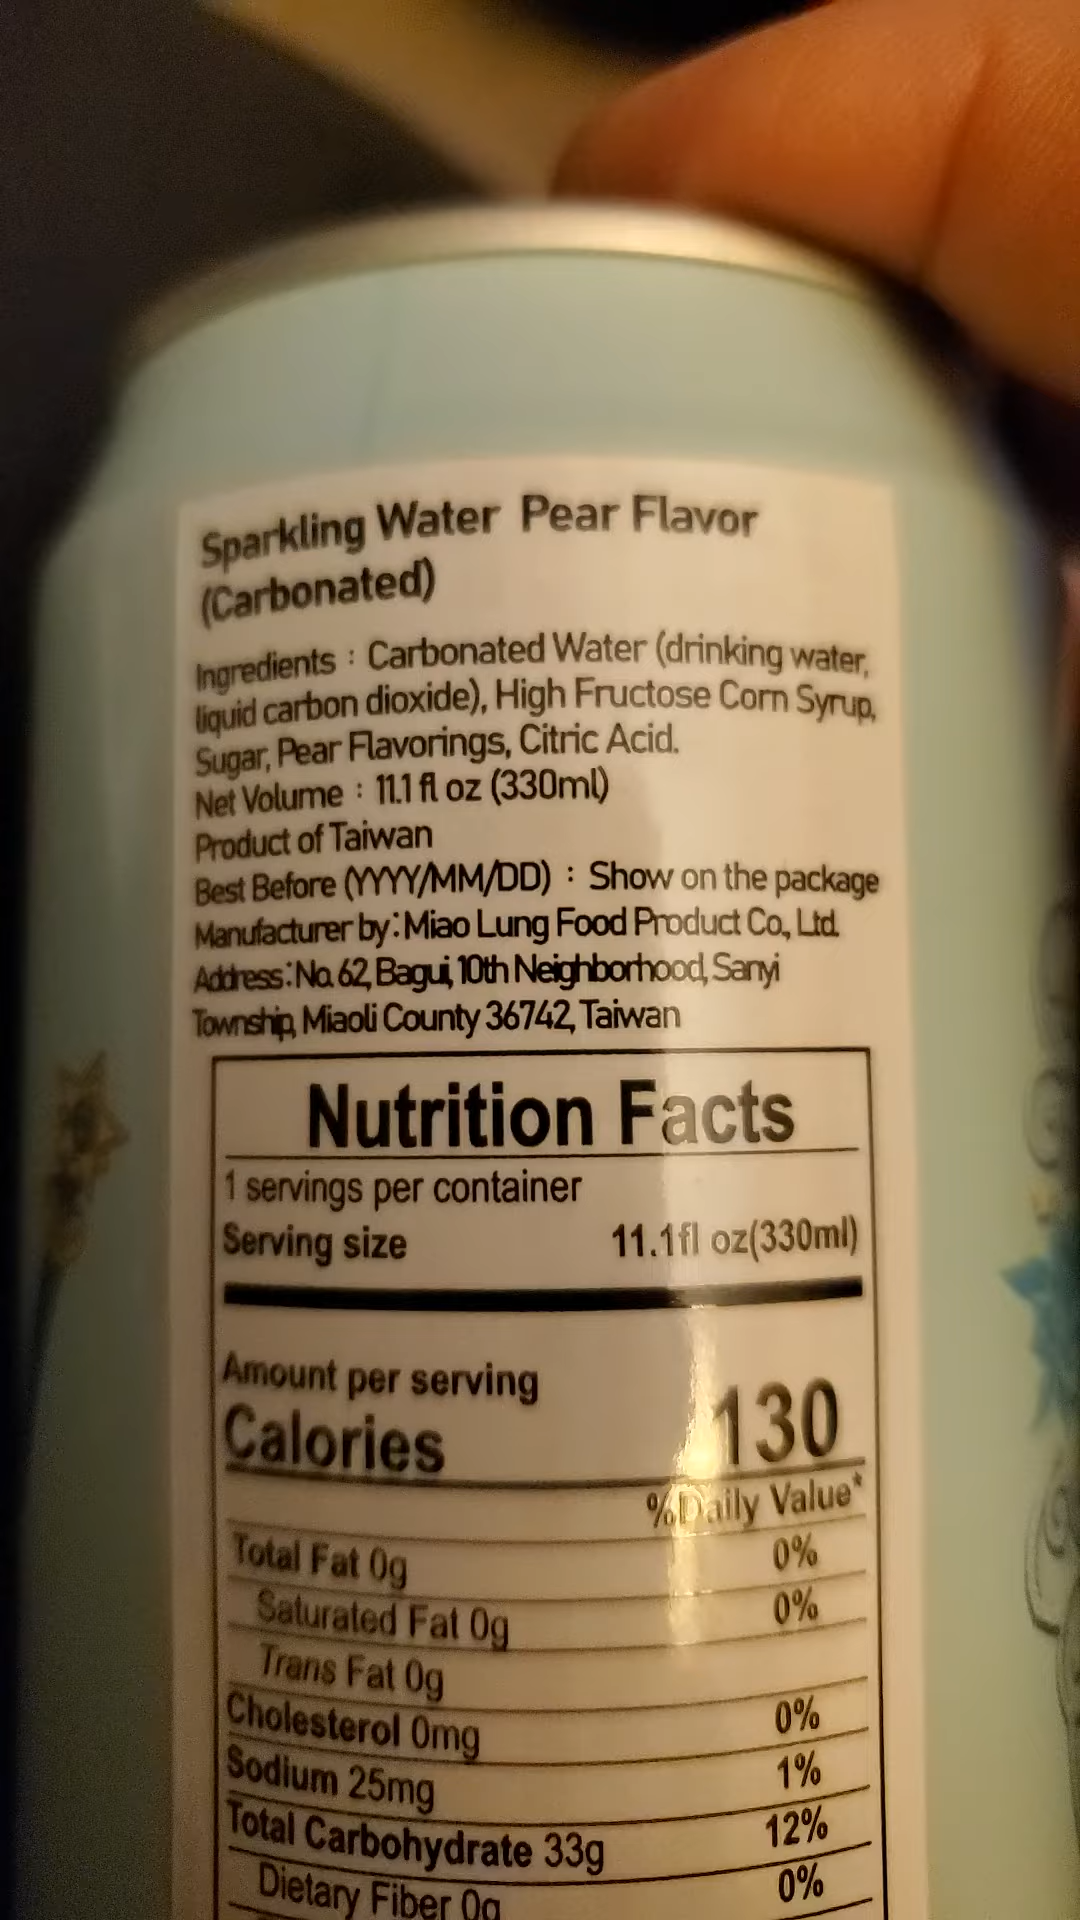 Sparkling Water Pear Flavor
(Carbonated)
Ingredients : Carbonated Water (drinking water,
liquid carbon dioxide), High Fructose Corn Syrup,
Sugar, Pear Flavorings, Citric Acid.
Net Volume : 11.1 fl oz (330ml)
Product of Taiwan
Best Before (YYYY/MM/DD) : Show on the package
Manufacturer by:Miao Lung Food Product Co., Ltd.
Address:No. 62, Bagui, 10th Neighborhood, Sanyi
Township, Miaoli County 36742, Taiwan
Nutrition Facts
1 servings per container
Serving size 11.1fl oz(330ml)
Amount per serving
Calories 130
%Daily Value*
Total Fat 0g 0%
Saturated Fat 0g 0%
Trans Fat 0g
Cholesterol 0mg 0%
Sodium 25mg 1%
Total Carbohydrate 33g 12%
Dietary Fiber 0g 0%